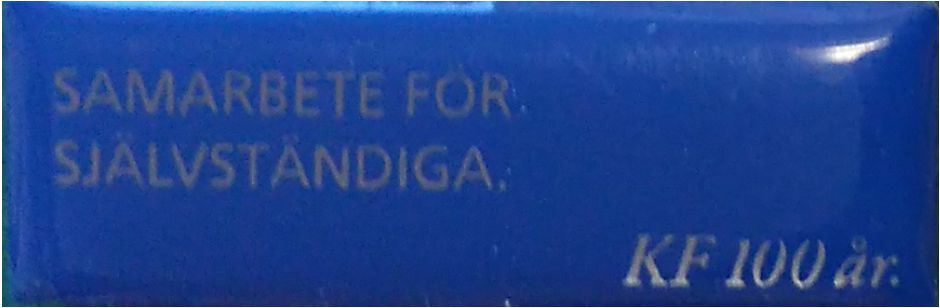 SAMARBETE FÖR
SJÄLVSTÄNDIGA.
KF 100 år.